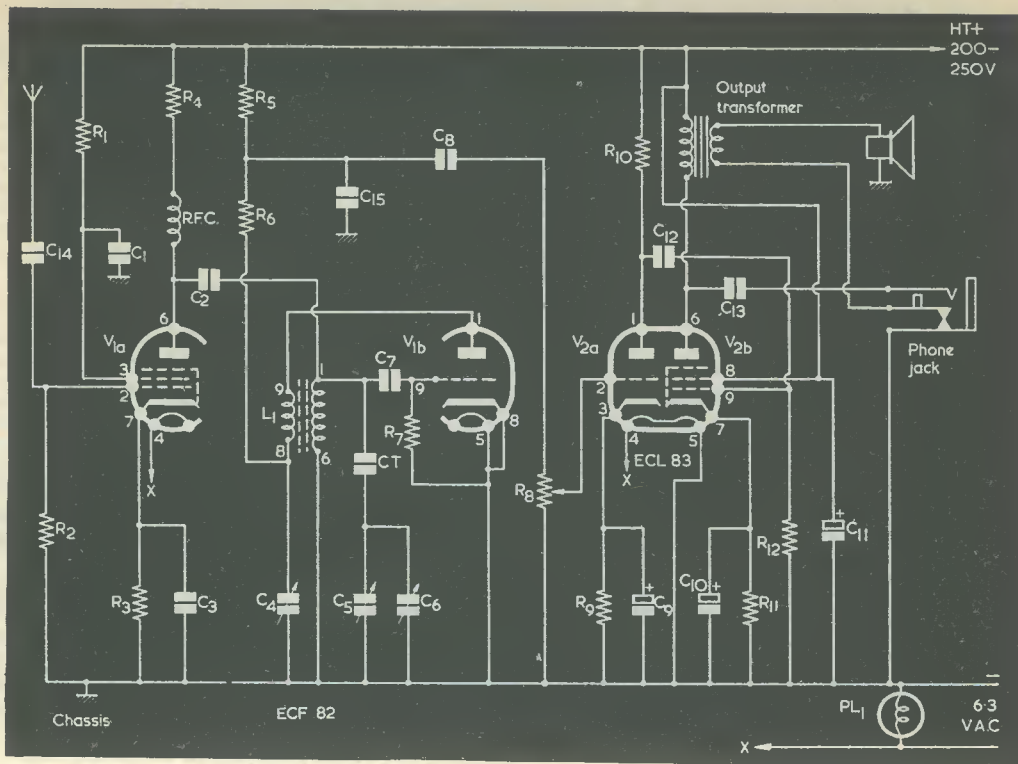 HT+
200-
250V
Output
transformer
R4
R5
C8
R1
R10
RFC.
C15
R6
C14
C1
C12
C2
C13
6
1
1
6
V1a
V1b
V2a
V2b
Phone
jack
3
2
9
1
C7
9
2
8
9
7
4
L1
R7
5
8
3
4
5
7
ECL 83
8
6
CT
X
R8
X
R2
R12
C11
+
R3
C3
C4
C5
C6
R9
+
C9
C10
+
R11
Chassis
ECF 82
PL1
6·3
V.A.C
X